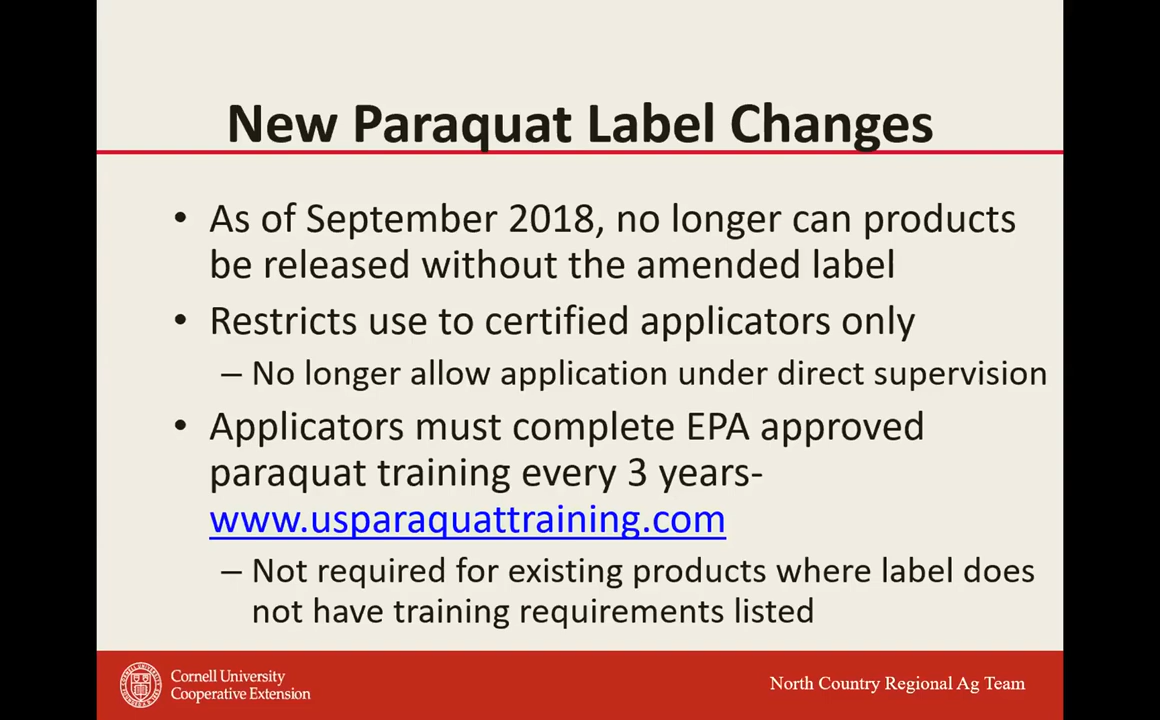 New Paraquat Label Changes
• As of September 2018, no longer can products
be released without the amended label
• Restricts use to certified applicators only
– No longer allow application under direct supervision
• Applicators must complete EPA approved
paraquat training every 3 years-
www.usparaquattraining.com
– Not required for existing products where label does
not have training requirements listed
Cornell University
Cooperative Extension
North Country Regional Ag Team